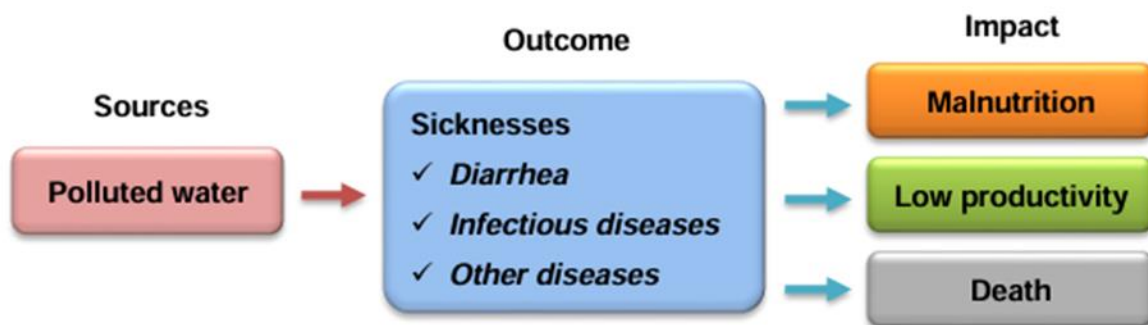 Sources
Polluted water
Outcome
Sicknesses
✓ Diarrhea
✓ Infectious diseases
✓ Other diseases
Impact
Malnutrition
Low productivity
Death